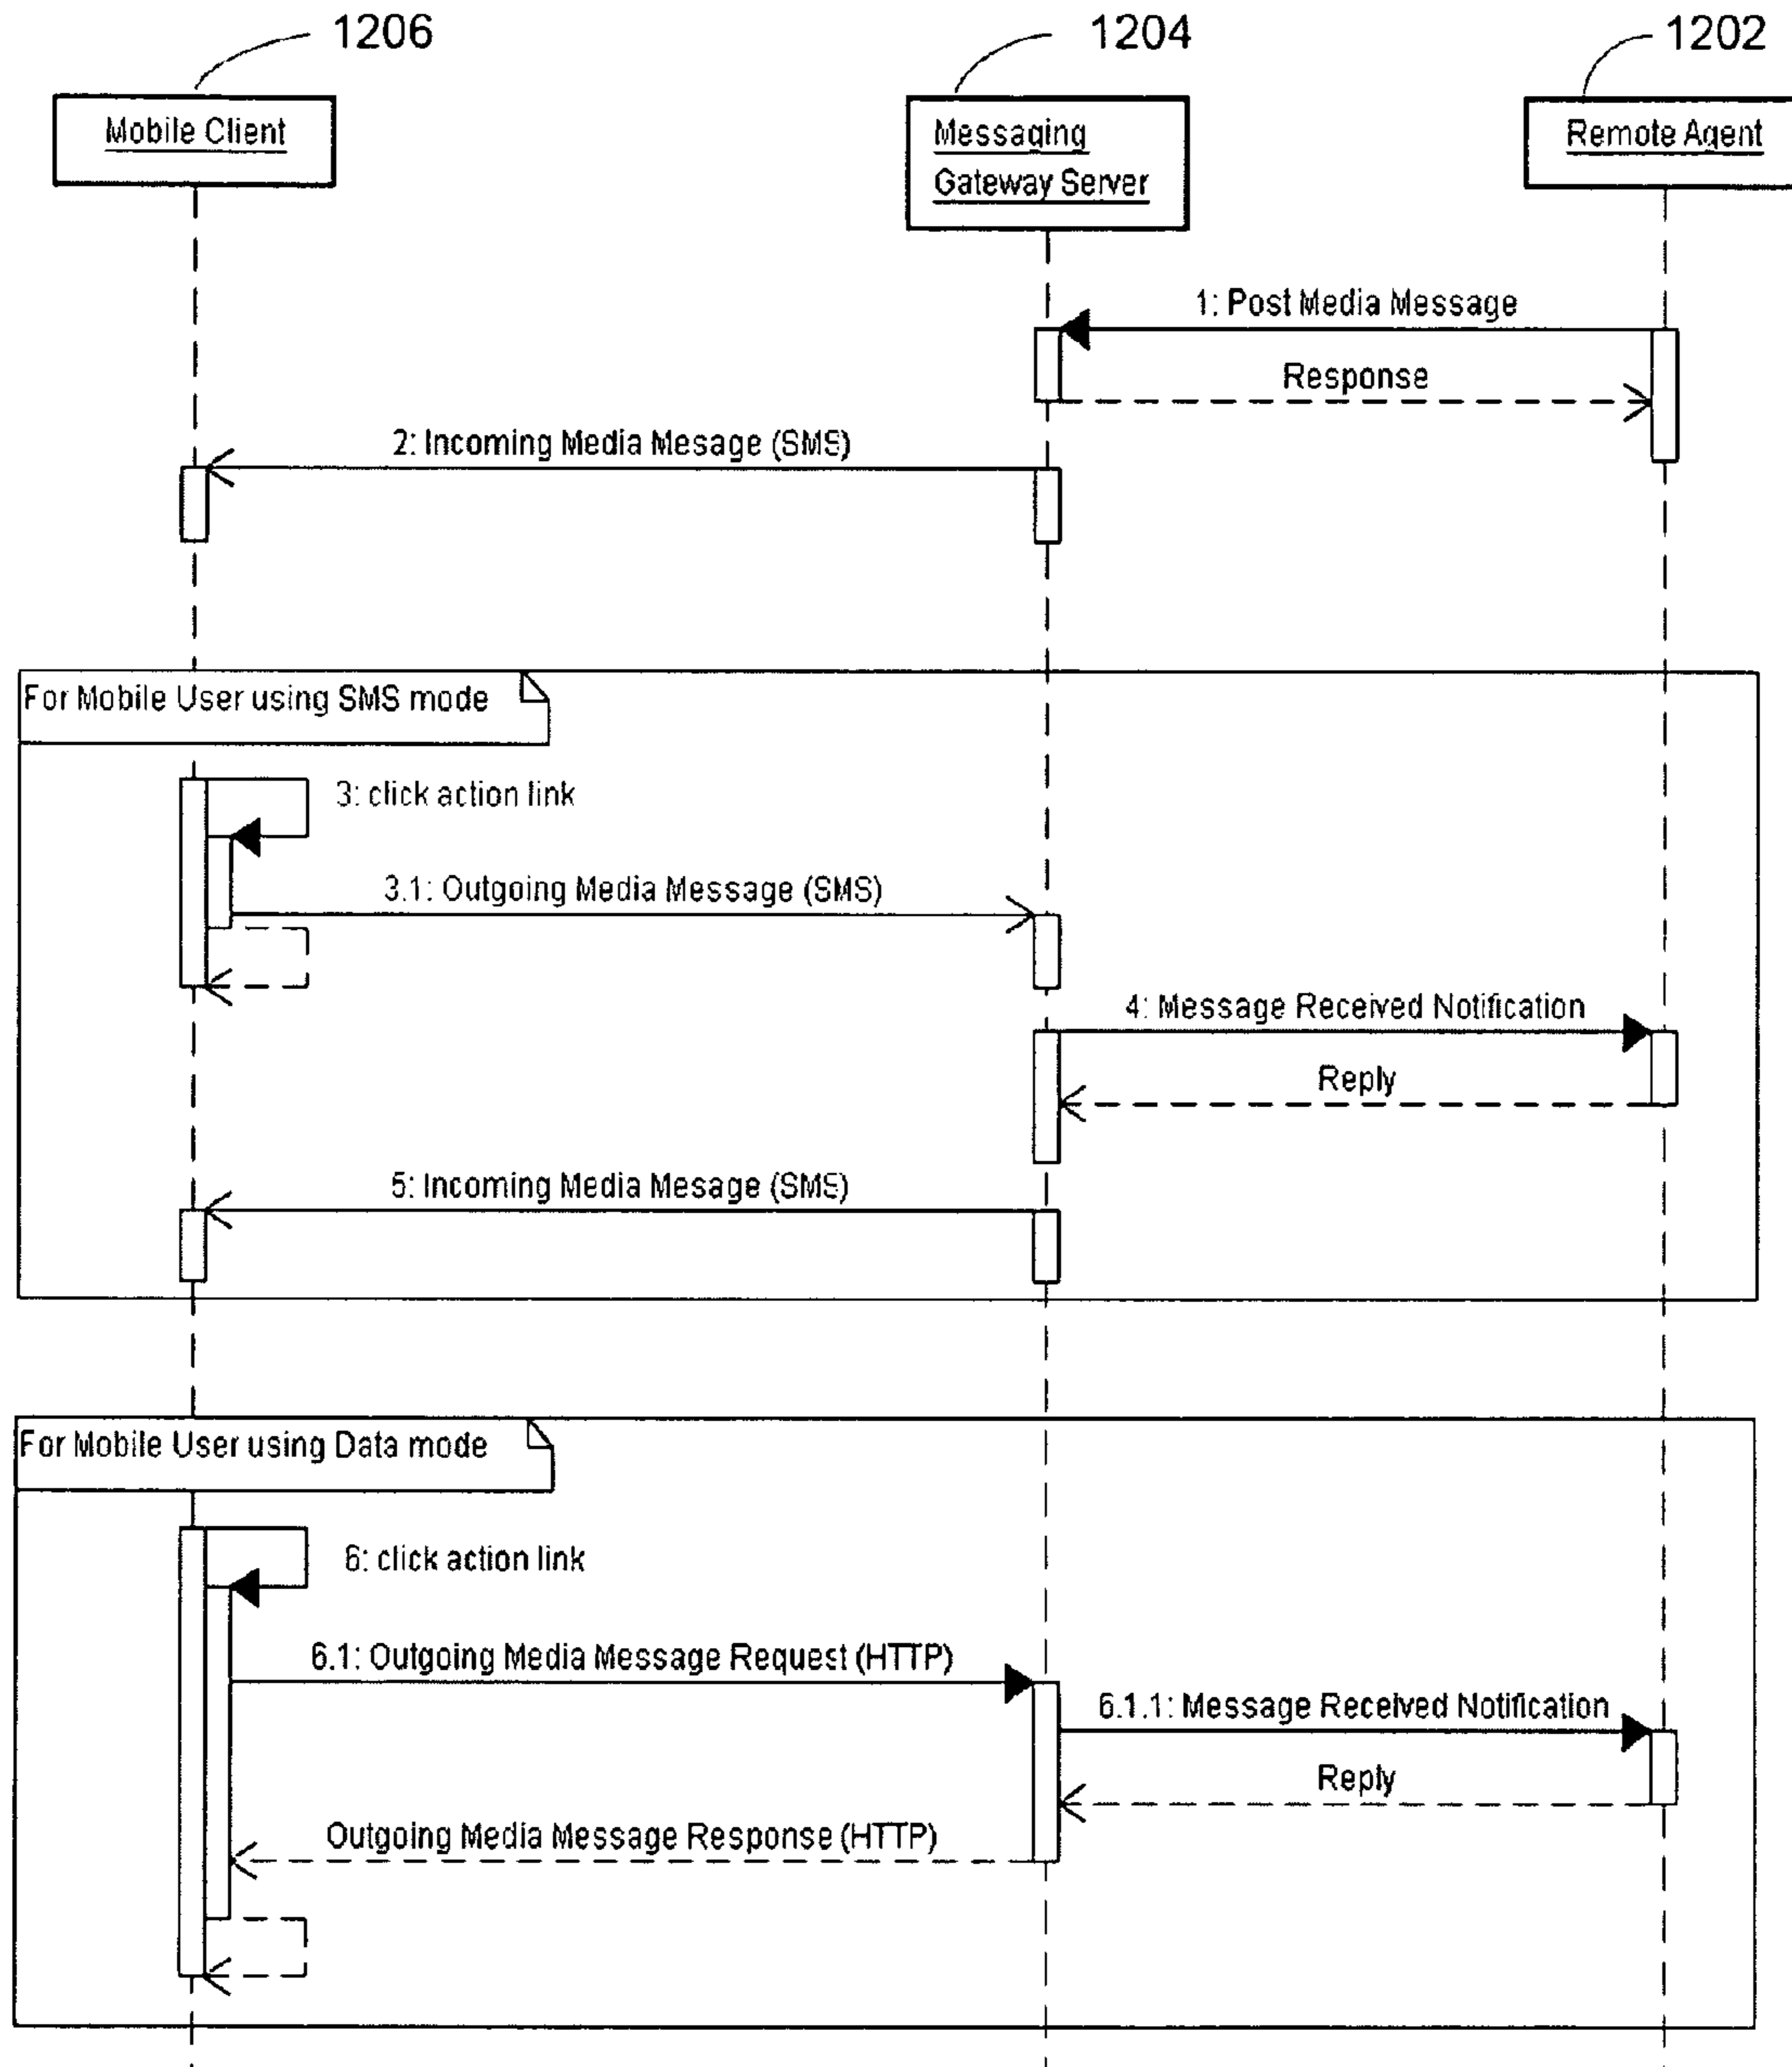 1206
1204
1202
Mobile Client
Messaging
Gateway Server
Remote Agent
1: Post Media Message
Response
2: Incoming Media Mesage (SMS)
For Mobile User using SMS mode
3: click action link
3.1: Outgoing Media Message (SMS)
4: Message Received Notification
Reply
5: Incoming Media Mesage (SMS)
For Mobile User using Data mode
6: click action link
6.1: Outgoing Media Message Request (HTTP)
6.1.1: Message Received Notification
Reply
Outgoing Media Message Response (HTTP)